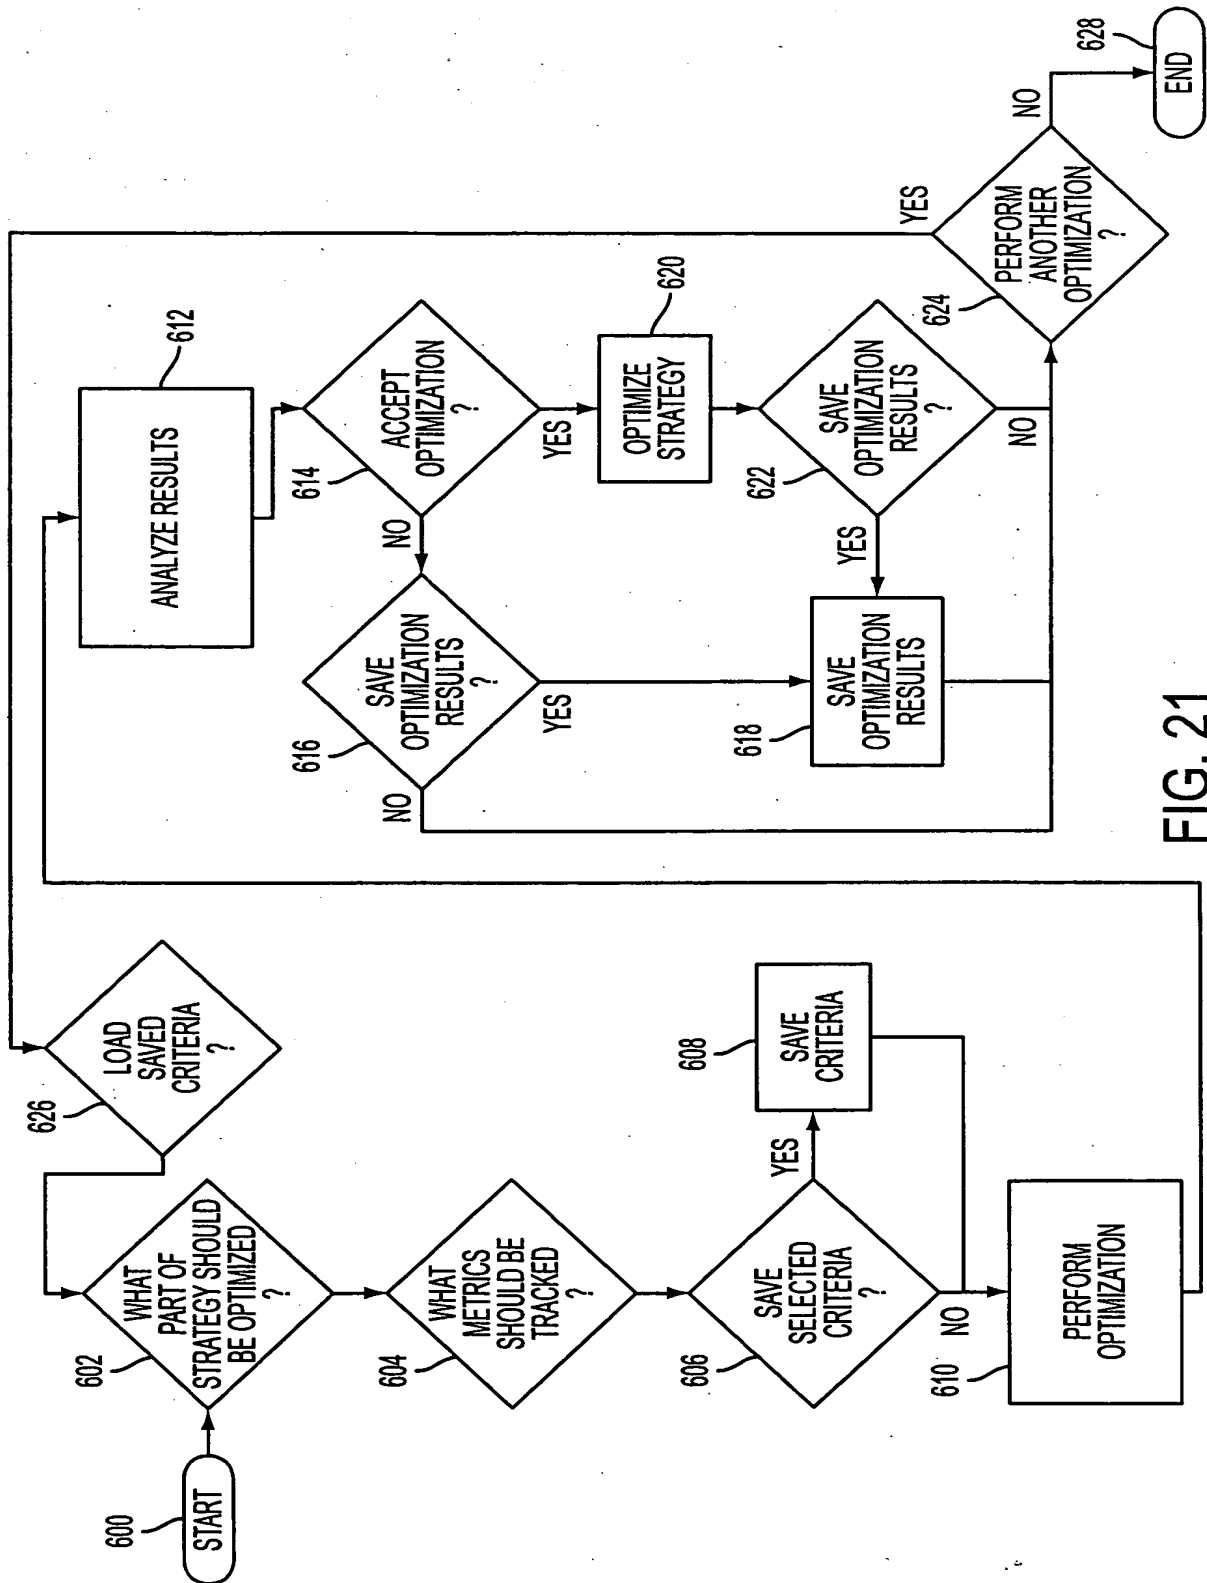 600
START
602
WHAT
PART OF
STRATEGY SHOULD
BE OPTIMIZED
?
626
LOAD
SAVED
CRITERIA
?
604
WHAT
METRICS
SHOULD BE
TRACKED
?
606
SAVE
SELECTED
CRITERIA
?
YES
NO
608
SAVE
CRITERIA
610
PERFORM
OPTIMIZATION
612
ANALYZE RESULTS
614
ACCEPT
OPTIMIZATION
?
NO
YES
616
SAVE
OPTIMIZATION
RESULTS
?
NO
YES
618
SAVE
OPTIMIZATION
RESULTS
620
OPTIMIZE
STRATEGY
622
SAVE
OPTIMIZATION
RESULTS
?
YES
NO
624
PERFORM
ANOTHER
OPTIMIZATION
?
YES
NO
628
END
FIG. 21